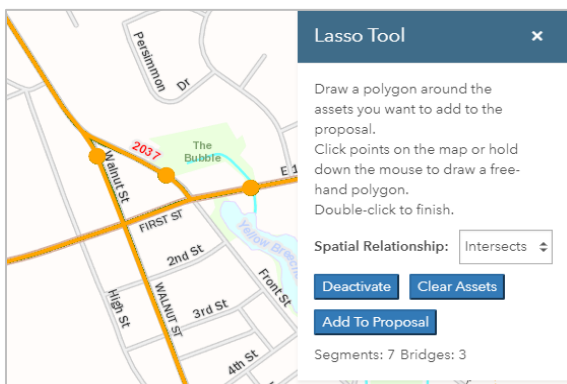 Persimmon
Dr
The
Bubble
2037
E 1
Walnut St
FIRST ST
Yellow
2nd St
Front St
High St
WALNUT ST
3rd St
4th St
Lasso Tool ×
Draw a polygon around the
assets you want to add to the
proposal.
Click points on the map or hold
down the mouse to draw a free-
hand polygon.
Double-click to finish.
Spatial Relationship: Intersects
Deactivate Clear Assets
Add To Proposal
Segments: 7 Bridges: 3